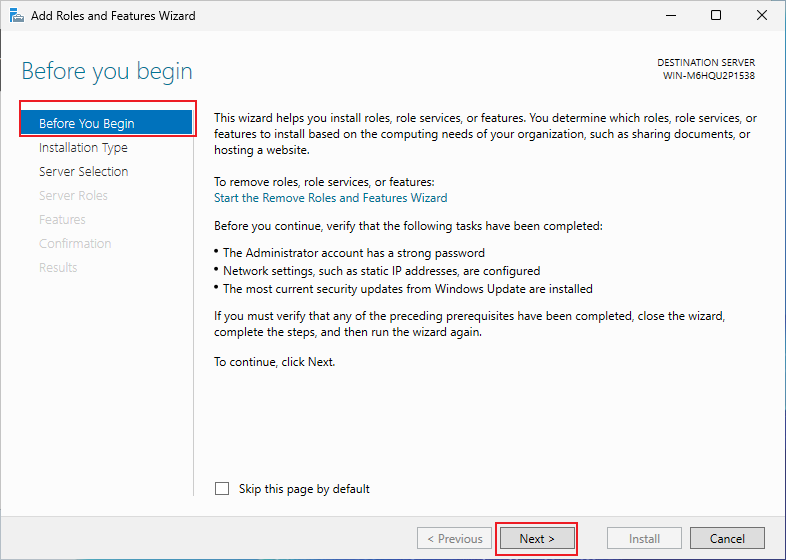 Add Roles and Features Wizard
Before you begin
DESTINATION SERVER
WIN-M6HQU2P1538
Before You Begin
Installation Type
Server Selection
Server Roles
Features
Confirmation
Results
This wizard helps you install roles, role services, or features. You determine which roles, role services, or
features to install based on the computing needs of your organization, such as sharing documents, or
hosting a website.
To remove roles, role services, or features:
Start the Remove Roles and Features Wizard
Before you continue, verify that the following tasks have been completed:
• The Administrator account has a strong password
• Network settings, such as static IP addresses, are configured
• The most current security updates from Windows Update are installed
If you must verify that any of the preceding prerequisites have been completed, close the wizard,
complete the steps, and then run the wizard again.
To continue, click Next.
Skip this page by default
< Previous
Next >
Install
Cancel